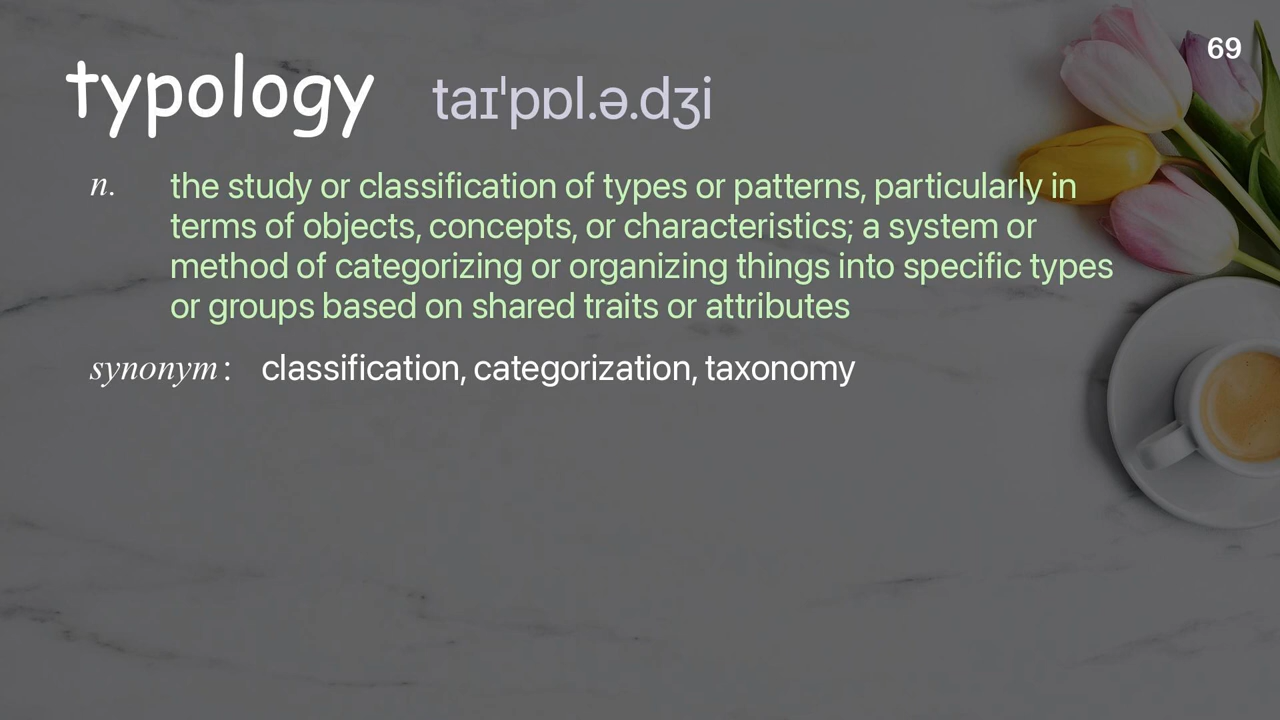 69
typology taɪˈpɒl.ə.dʒi
n. the study or classification of types or patterns, particularly in
terms of objects, concepts, or characteristics; a system or
method of categorizing or organizing things into specific types
or groups based on shared traits or attributes
synonym: classification, categorization, taxonomy